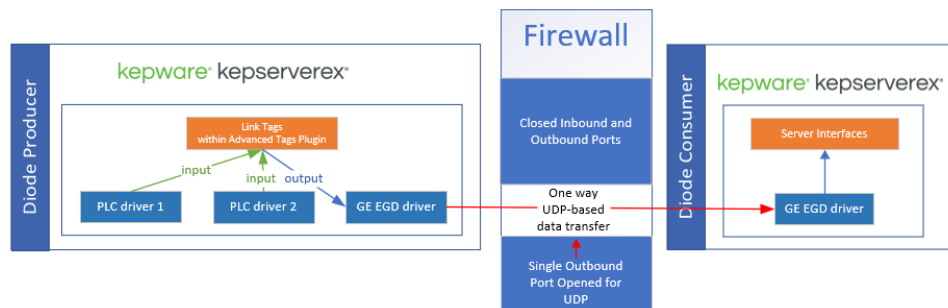 Diode Producer
kepware® kepserverex®
Link Tags
within Advanced Tags Plugin
input
input
output
PLC driver 1
PLC driver 2
GE EGD driver
Firewall
Closed Inbound and
Outbound Ports
One way
UDP-based
data transfer
Single Outbound
Port Opened for
UDP
Diode Consumer
kepware® kepserverex®
Server Interfaces
GE EGD driver